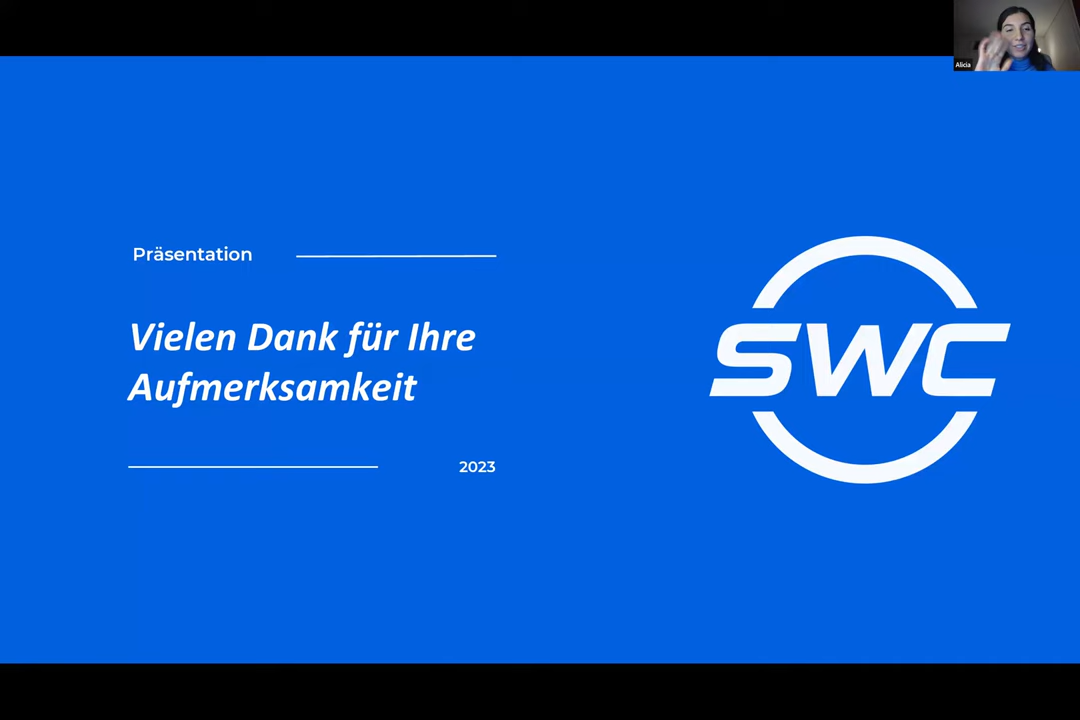 Alicia
Präsentation
Vielen Dank für Ihre
Aufmerksamkeit
2023
SWC